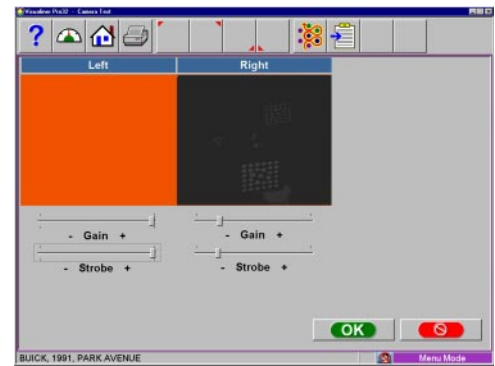 Visualiner Pro32 - Camera Test
?
Left Right
- Gain + - Gain +
- Strobe + - Strobe +
OK
BUICK, 1991, PARK AVENUE Menu Mode